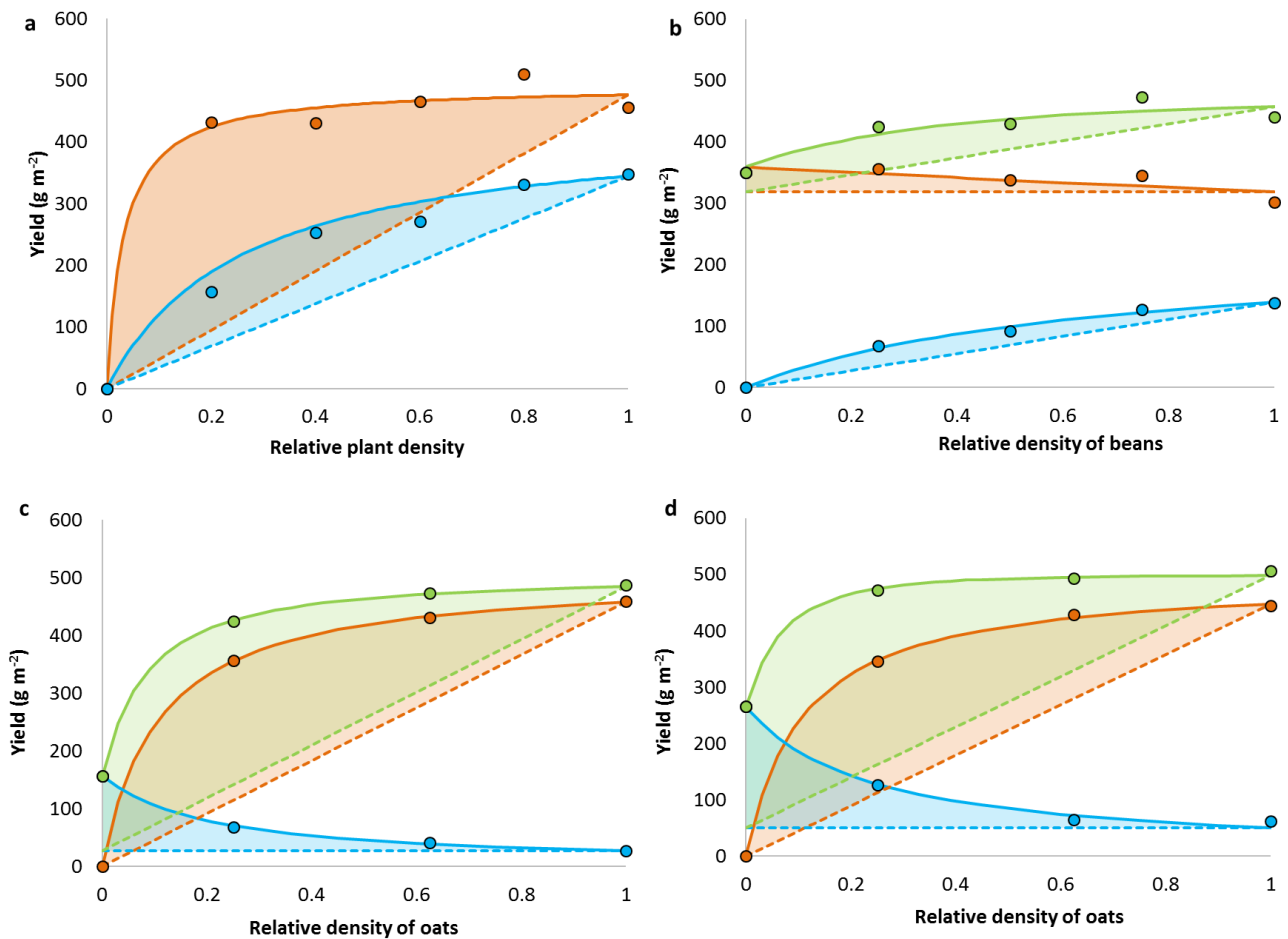 a
600
500
400
300
200
100
0
Yield (g m⁻²)
0 0.2 0.4 0.6 0.8 1
Relative plant density
b
600
500
400
300
200
100
0
Yield (g m⁻²)
0 0.2 0.4 0.6 0.8 1
Relative density of beans
c
600
500
400
300
200
100
0
Yield (g m⁻²)
0 0.2 0.4 0.6 0.8 1
Relative density of oats
d
600
500
400
300
200
100
0
Yield (g m⁻²)
0 0.2 0.4 0.6 0.8 1
Relative density of oats